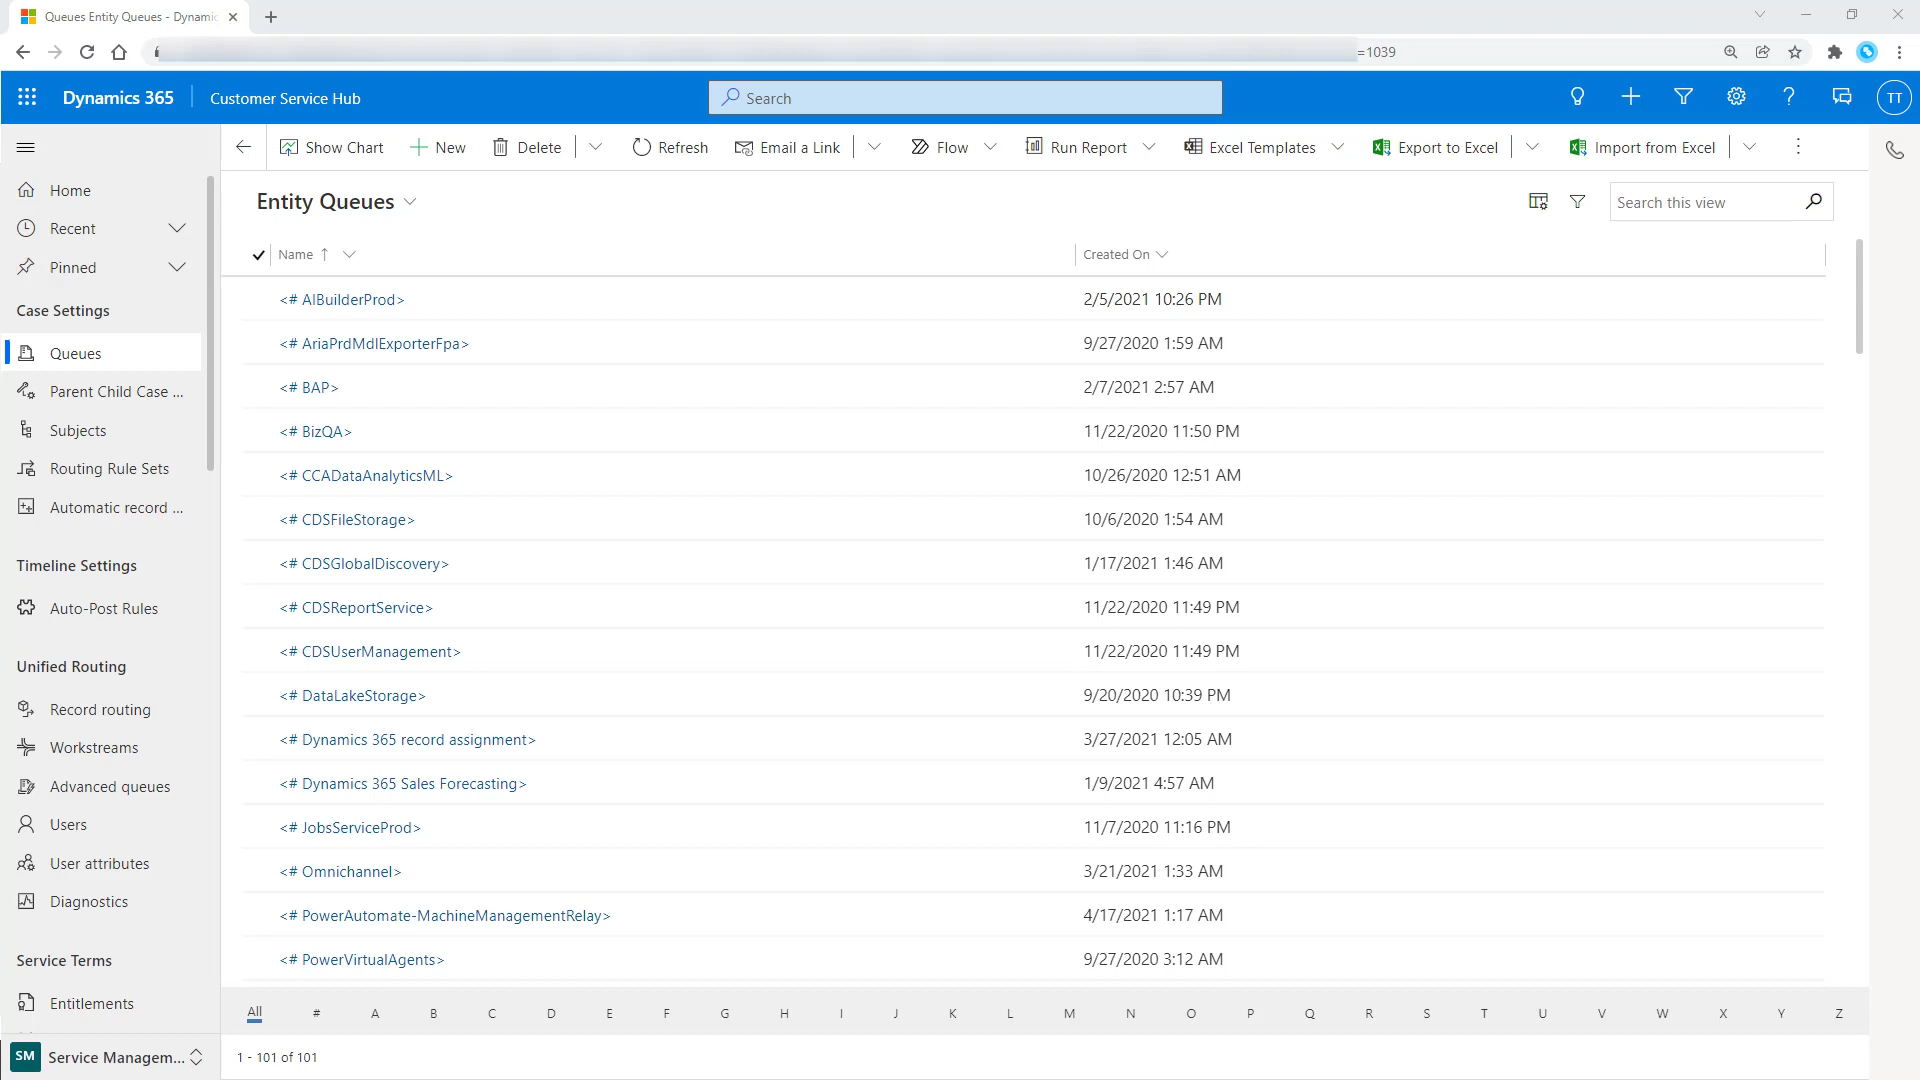 Queues Entity Queues - Dynamic
=1039
Dynamics 365
Customer Service Hub
Search
TT
Show Chart
New
Delete
Refresh
Email a Link
Flow
Run Report
Excel Templates
Export to Excel
Import from Excel
Home
Recent
Pinned
Case Settings
Queues
Parent Child Case ...
Subjects
Routing Rule Sets
Automatic record ...
Timeline Settings
Auto-Post Rules
Unified Routing
Record routing
Workstreams
Advanced queues
Users
User attributes
Diagnostics
Service Terms
Entitlements
SM Service Managem...
Entity Queues
Search this view
Name Created On
<# AIBuilderProd> 2/5/2021 10:26 PM
<# AriaPrdMdlExporterFpa> 9/27/2020 1:59 AM
<# BAP> 2/7/2021 2:57 AM
<# BizQA> 11/22/2020 11:50 PM
<# CCADataAnalyticsML> 10/26/2020 12:51 AM
<# CDSFileStorage> 10/6/2020 1:54 AM
<# CDSGlobalDiscovery> 1/17/2021 1:46 AM
<# CDSReportService> 11/22/2020 11:49 PM
<# CDSUserManagement> 11/22/2020 11:49 PM
<# DataLakeStorage> 9/20/2020 10:39 PM
<# Dynamics 365 record assignment> 3/27/2021 12:05 AM
<# Dynamics 365 Sales Forecasting> 1/9/2021 4:57 AM
<# JobsServiceProd> 11/7/2020 11:16 PM
<# Omnichannel> 3/21/2021 1:33 AM
<# PowerAutomate-MachineManagementRelay> 4/17/2021 1:17 AM
<# PowerVirtualAgents> 9/27/2020 3:12 AM
All # A B C D E F G H I J K L M N O P Q R S T U V W X Y Z
1 - 101 of 101